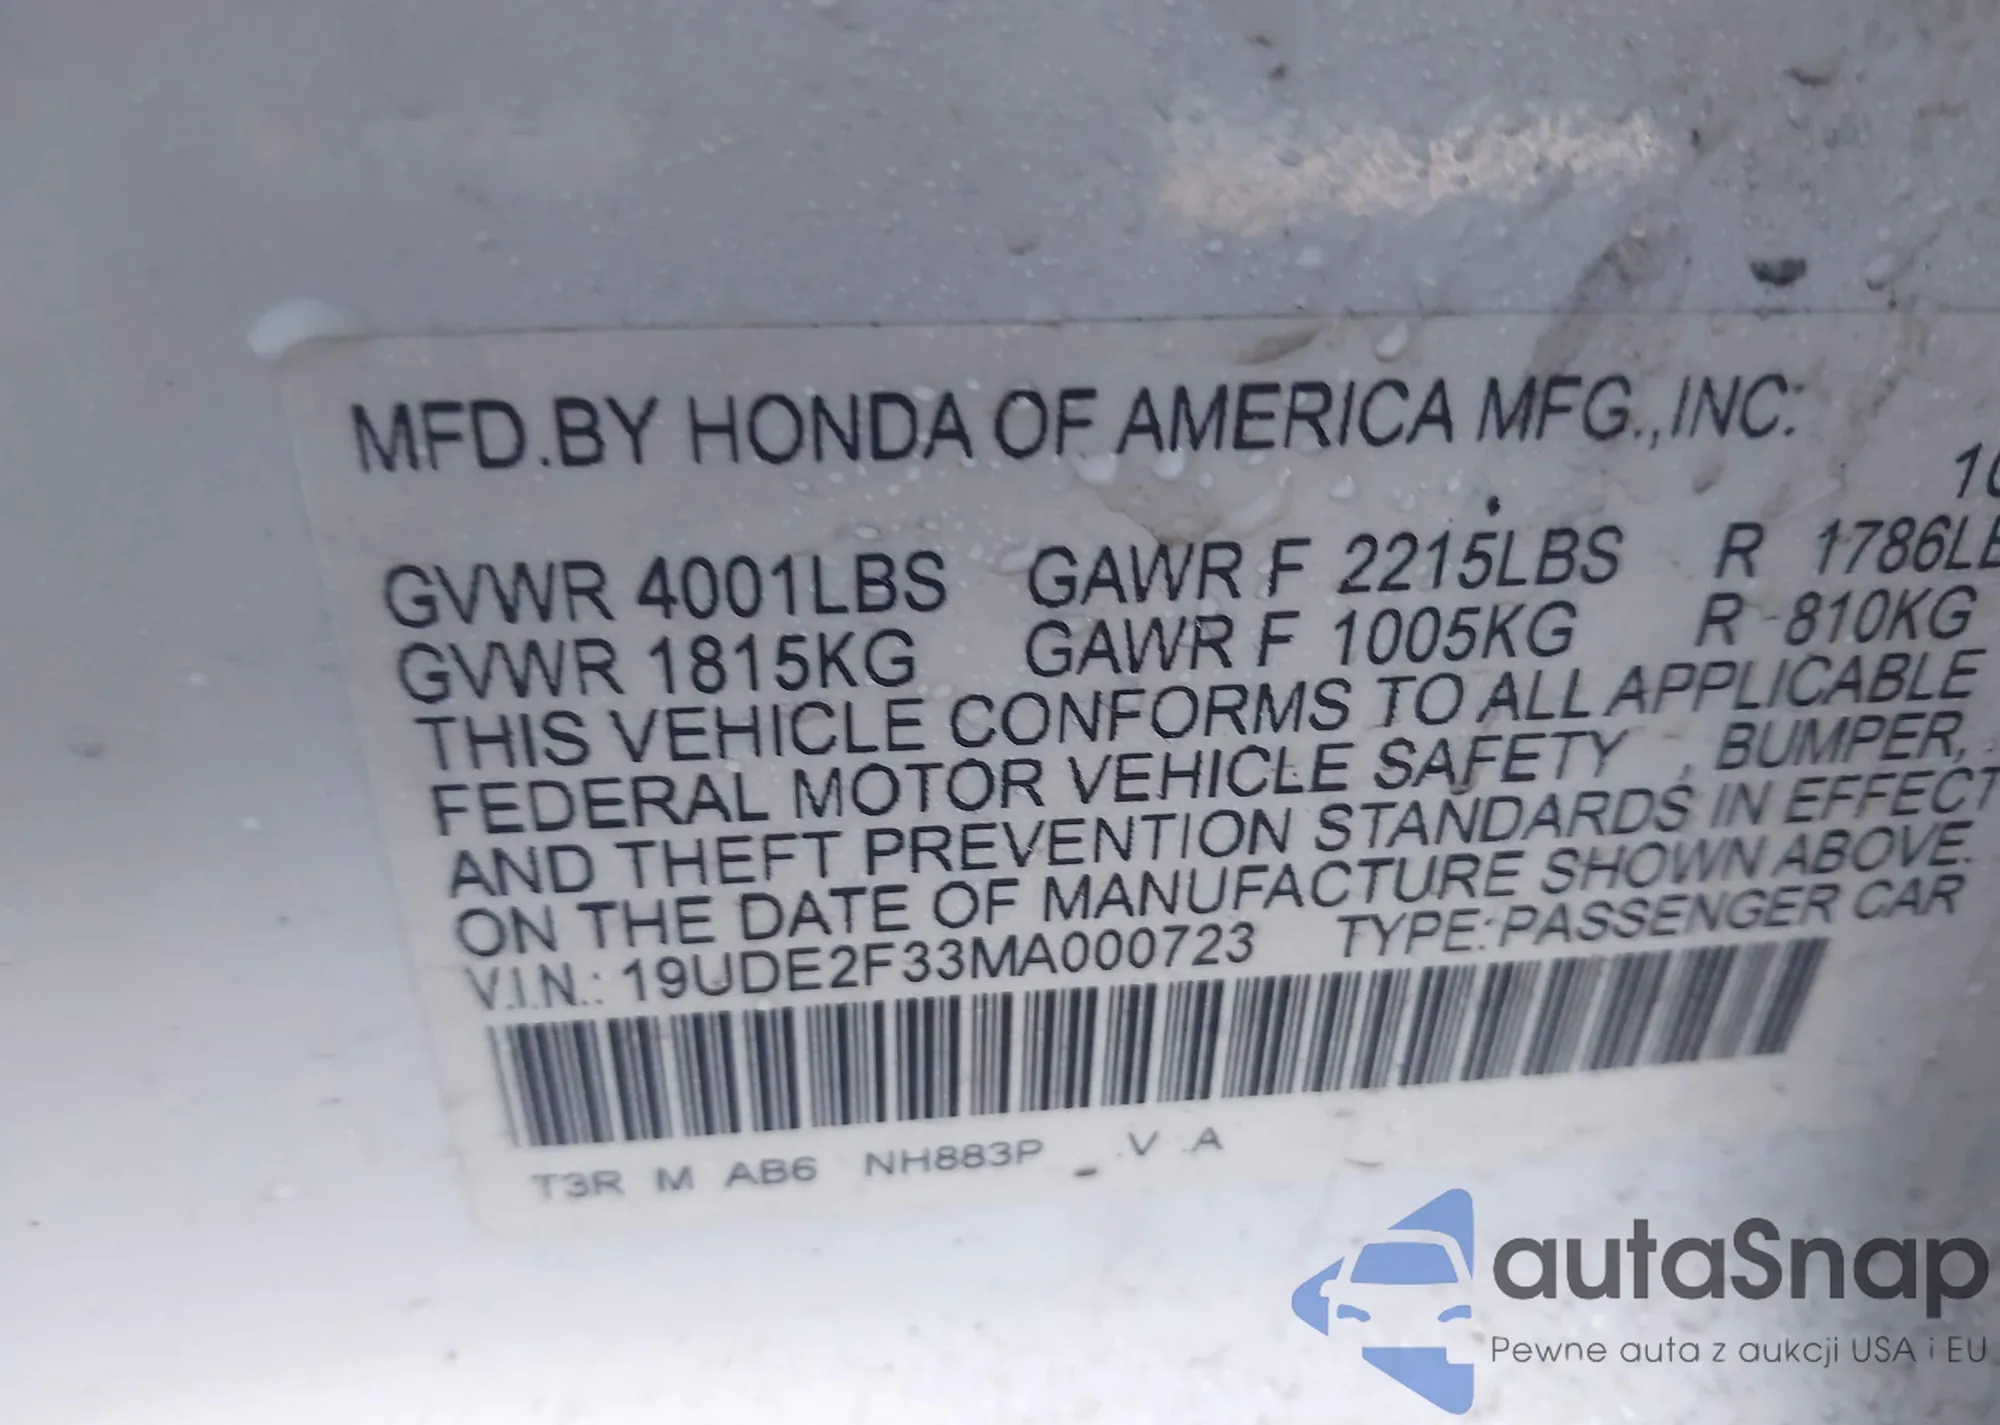 MFD.BY HONDA OF AMERICA MFG.,INC.
10
GVWR 4001LBS GAWR F 2215LBS R 1786LB
GVWR 1815KG GAWR F 1005KG R 810KG
THIS VEHICLE CONFORMS TO ALL APPLICABLE
FEDERAL MOTOR VEHICLE SAFETY , BUMPER,
AND THEFT PREVENTION STANDARDS IN EFFECT
ON THE DATE OF MANUFACTURE SHOWN ABOVE.
V.I.N.: 19UDE2F33MA000723 TYPE:PASSENGER CAR
T3R M AB6 NH883P _ V A
autaSnap
Pewne auta z aukcji USA i EU